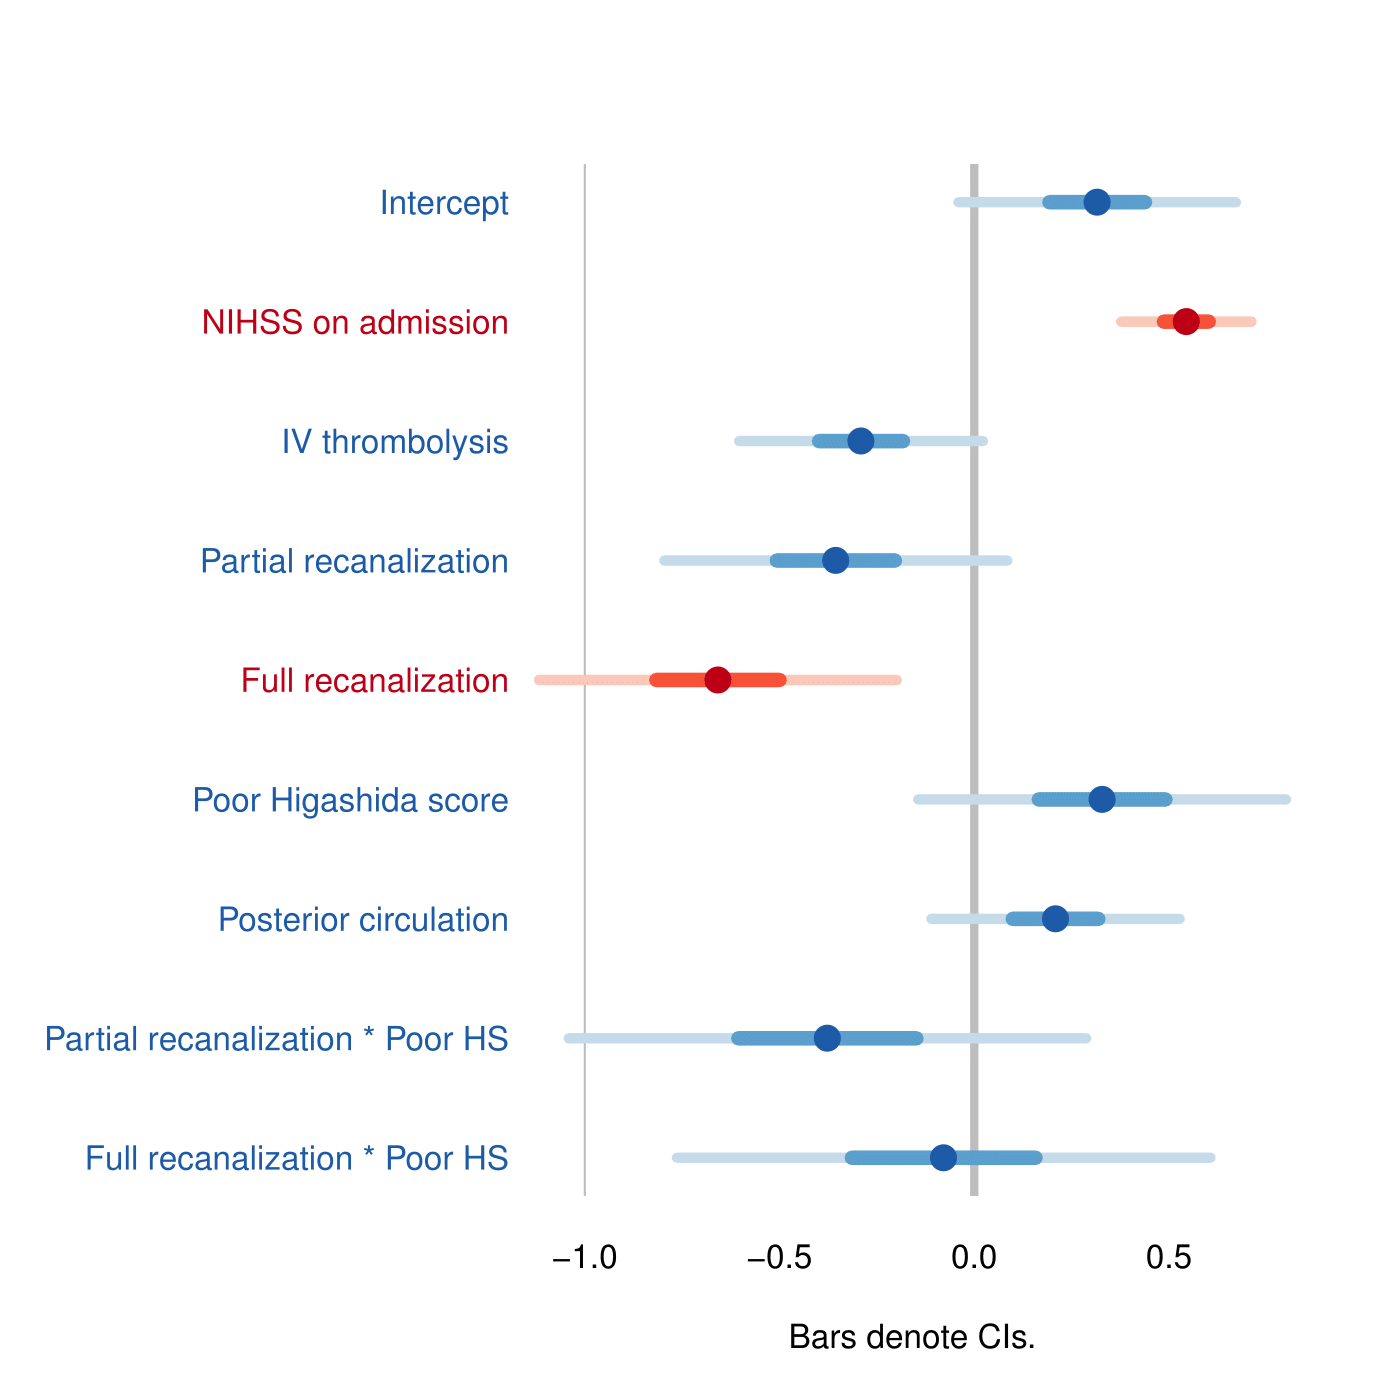 Intercept
NIHSS on admission
IV thrombolysis
Partial recanalization
Full recanalization
Poor Higashida score
Posterior circulation
Partial recanalization * Poor HS
Full recanalization * Poor HS
−1.0 −0.5 0.0 0.5
Bars denote CIs.